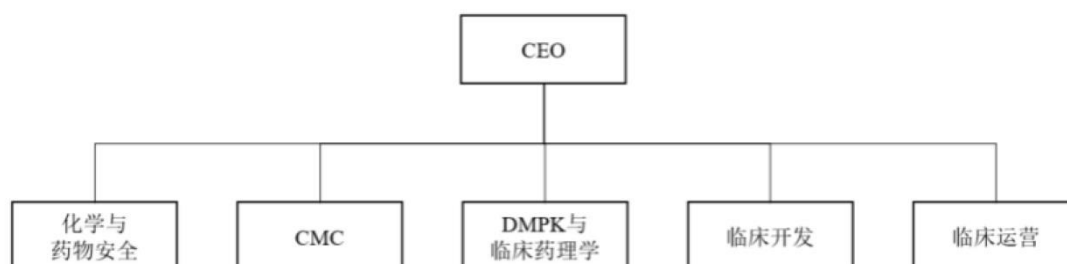 CEO
化学与
药物安全
CMC
DMPK与
临床药理学
临床开发
临床运营